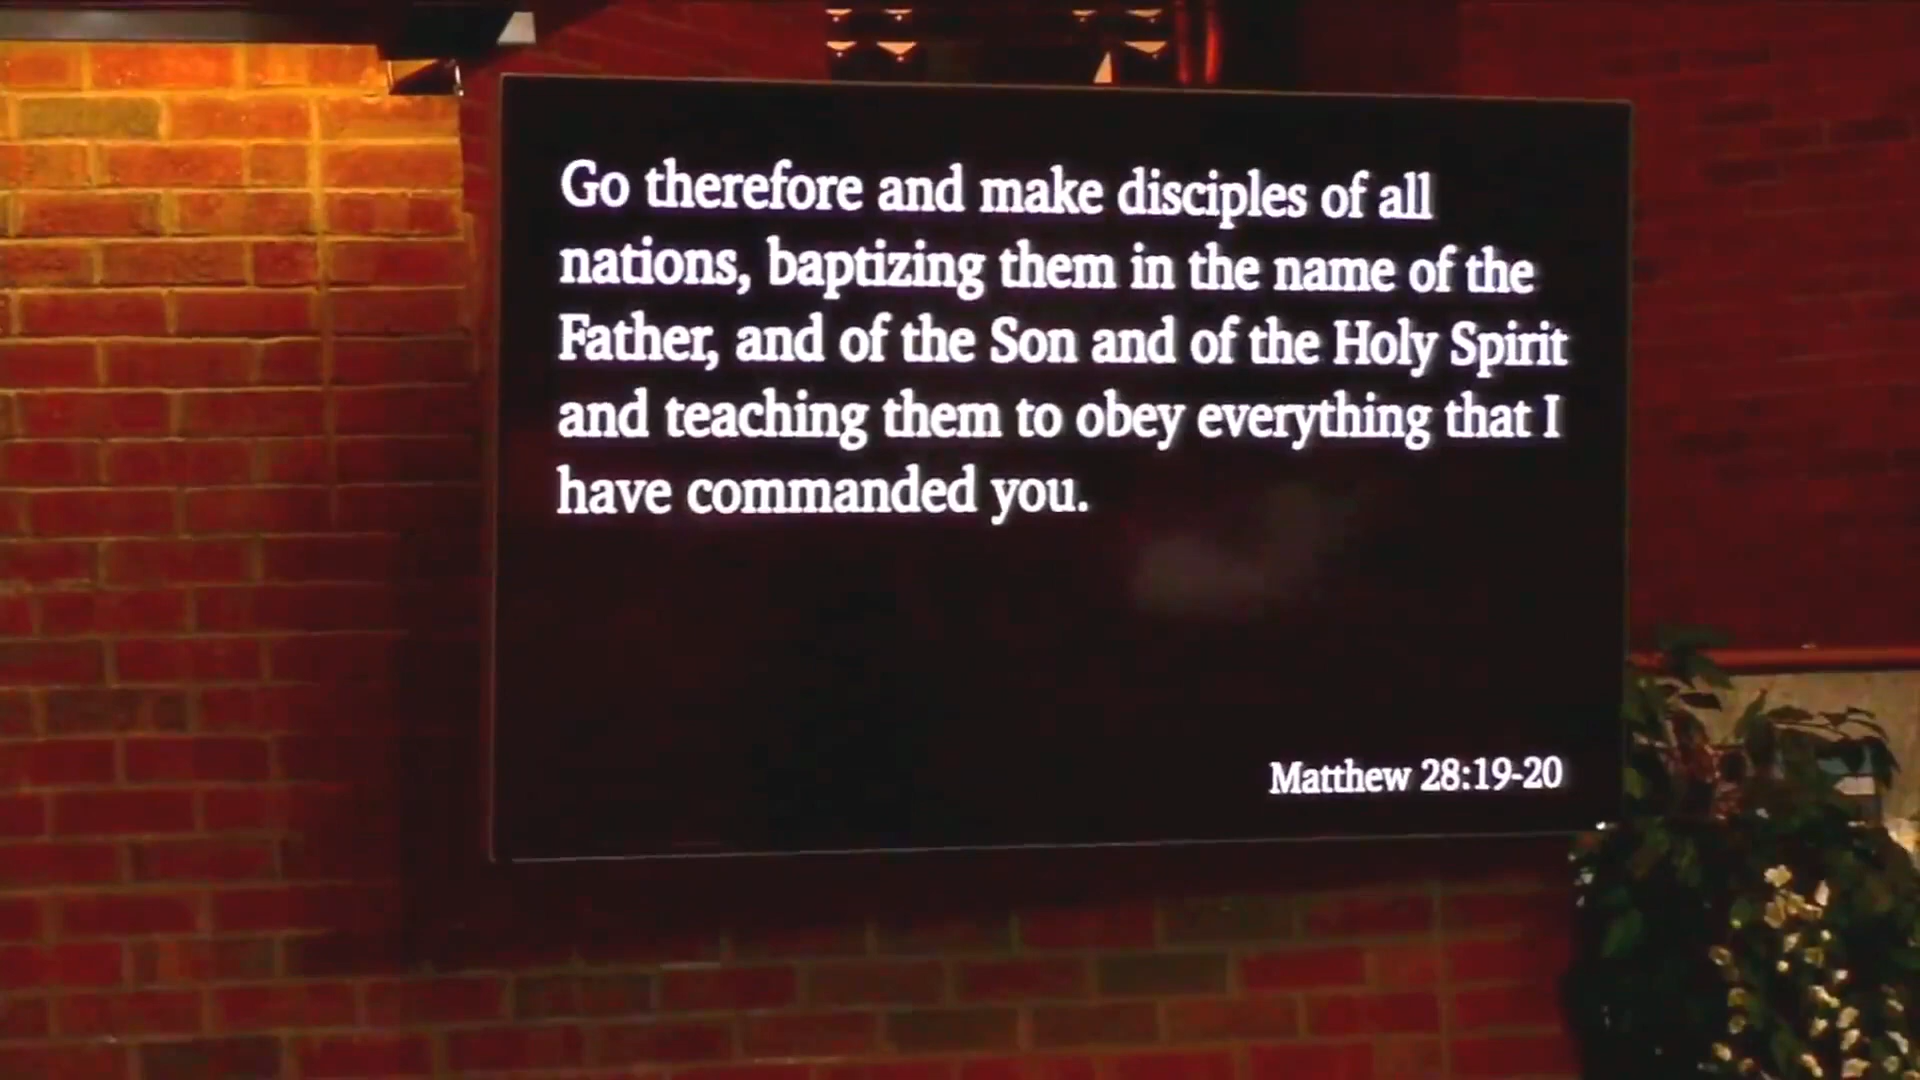 Go therefore and make disciples of all
nations, baptizing them in the name of the
Father, and of the Son and of the Holy Spirit
and teaching them to obey everything that I
have commanded you.
Matthew 28:19-20